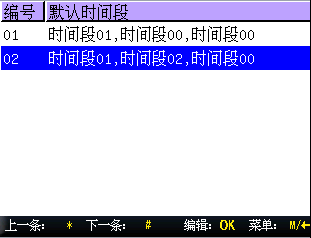 编号 默认时间段
01 时间段01,时间段00,时间段00
02 时间段01,时间段02,时间段00
上一条: * 下一条: # 编辑: OK 菜单: M/←